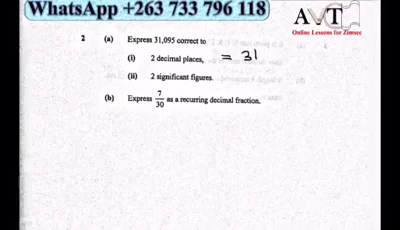 WhatsApp +263 733 796 118
AVT
Online Lessons for Zimsec
2 (a) Express 31,095 correct to
(i) 2 decimal places, = 31
(ii) 2 significant figures.
(b) Express 7/30 as a recurring decimal fraction.